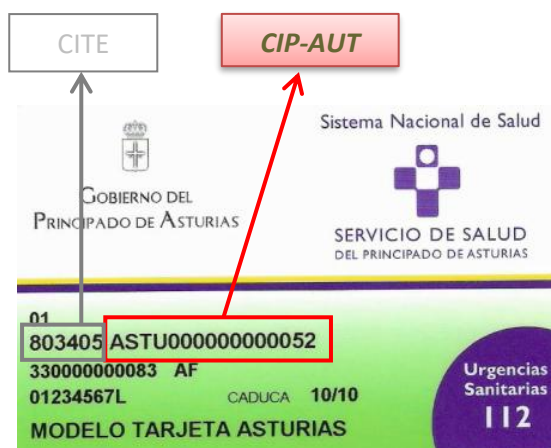 CITE
CIP-AUT
Sistema Nacional de Salud
GOBIERNO DEL
PRINCIPADO DE ASTURIAS
SERVICIO DE SALUD
DEL PRINCIPADO DE ASTURIAS
01
803405 ASTU000000000052
330000000083 AF
01234567L CADUCA 10/10
MODELO TARJETA ASTURIAS
Urgencias
Sanitarias
112